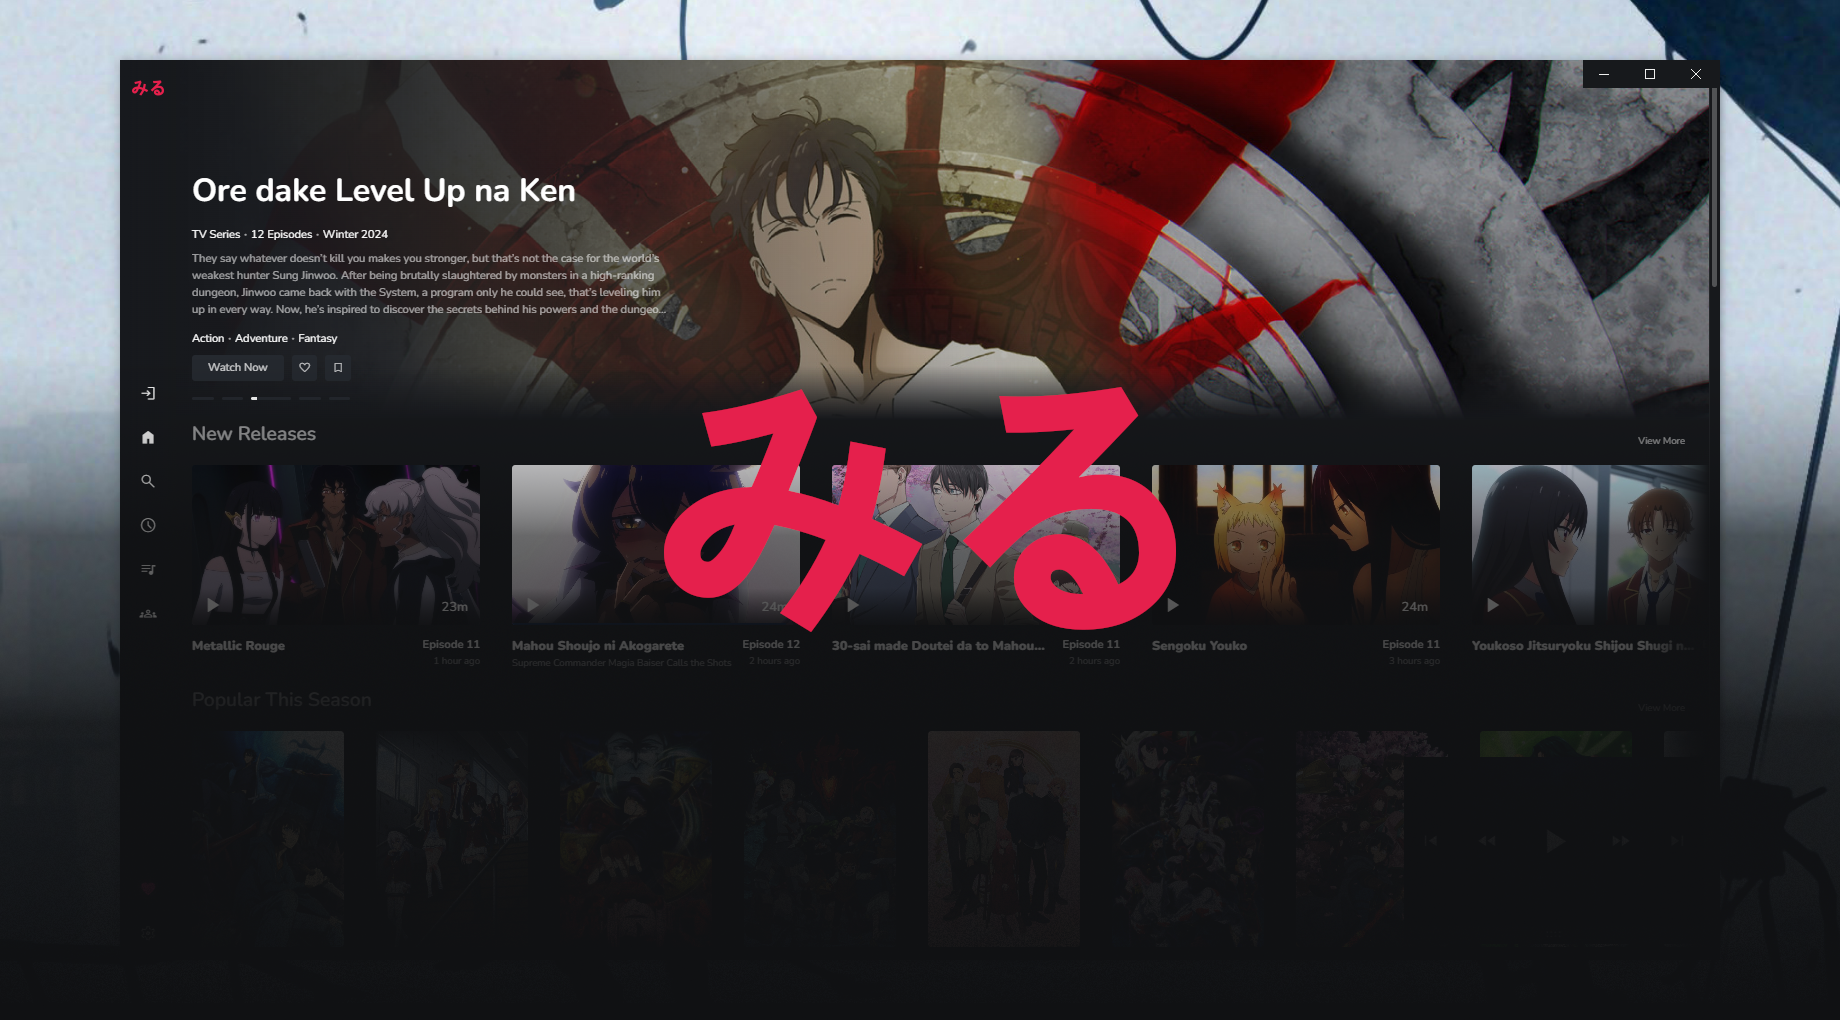 みる
Ore dake Level Up na Ken
TV Series · 12 Episodes · Winter 2024
They say whatever doesn't kill you makes you stronger, but that's not the case for the world's
weakest hunter Sung Jinwoo. After being brutally slaughtered by monsters in a high-ranking
dungeon, Jinwoo came back with the System, a program only he could see, that's leveling him
up in every way. Now, he's inspired to discover the secrets behind his powers and the dungeo...
Action · Adventure · Fantasy
Watch Now
New Releases
View More
みる
23m
24m
24m
Metallic Rouge
Episode 11
1 hour ago
Mahou Shoujo ni Akogarete
Episode 12
Supreme Commander Magia Baiser Calls the Shots
2 hours ago
30-sai made Doutei da to Mahou...
Episode 11
2 hours ago
Sengoku Youko
Episode 11
3 hours ago
Youkoso Jitsuryoku Shijou Shugi n...
Popular This Season
View More